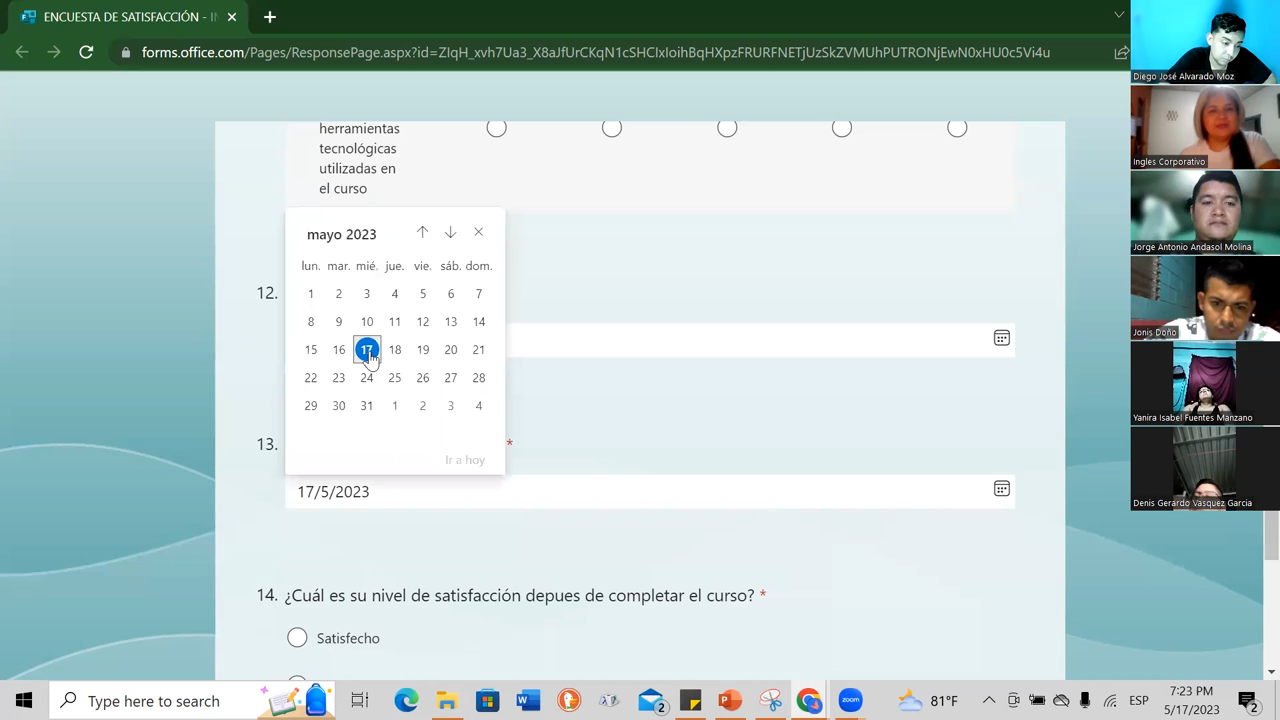 ENCUESTA DE SATISFACCIÓN - IN
forms.office.com/Pages/ResponsePage.aspx?id=ZIqH_xvh7UGYx8aJfUrCKqN1cSHCIxIoihBqHXpzFRURFNETjUzSkZVMUhPUTRONjEwN0xHU0c5Vi4u
herramientas
tecnológicas
utilizadas en
el curso
mayo 2023
lun. mar. mié. jue. vie. sáb. dom.
1 2 3 4 5 6 7
8 9 10 11 12 13 14
15 16 17 18 19 20 21
22 23 24 25 26 27 28
29 30 31 1 2 3 4
Ir a hoy
12.
13. *
17/5/2023
14. ¿Cuál es su nivel de satisfacción depues de completar el curso? *
Satisfecho
Diego José Alvarado Moz
Ingles Corporativo
Jorge Antonio Andasol Molina
Jonis Doño
Yanira Isabel Fuentes Manzano
Denis Gerardo Vasquez Garcia
Type here to search
2
zoom
81°F
ESP
7:23 PM
5/17/2023
2